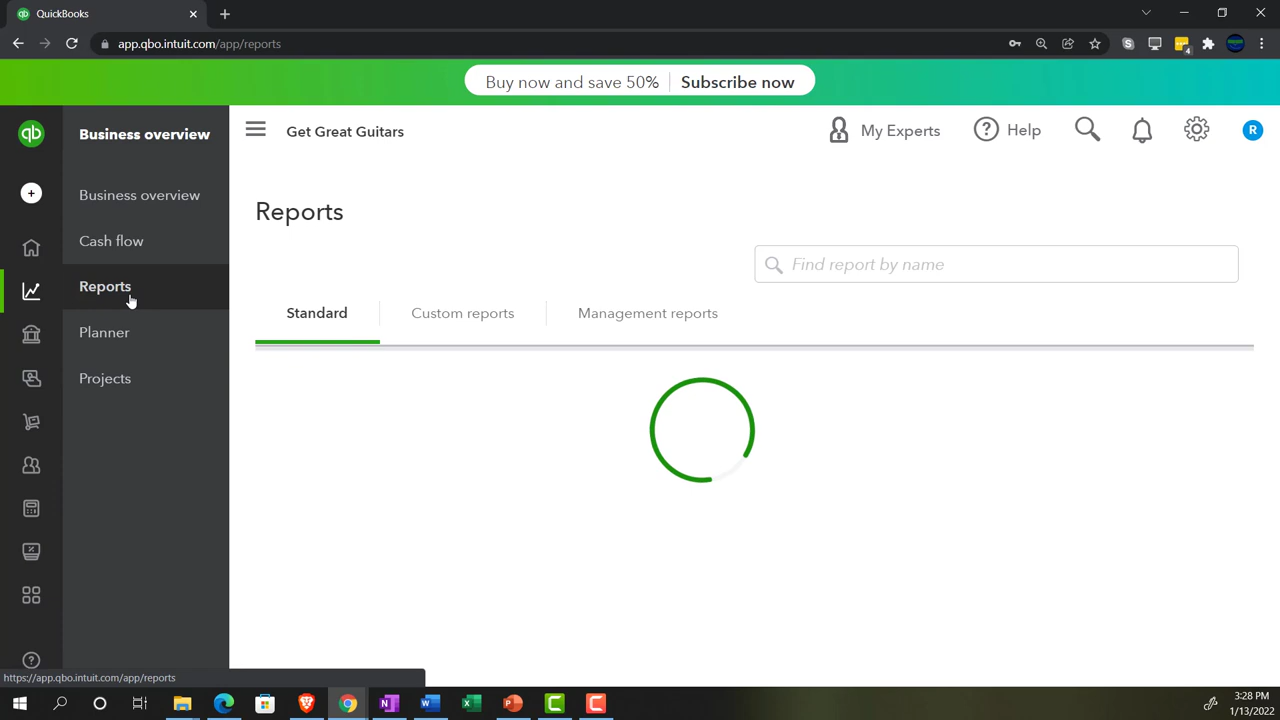 QuickBooks
app.qbo.intuit.com/app/reports
4
Buy now and save 50% Subscribe now
qb
Business overview
Get Great Guitars
My Experts
Help
R
Business overview
Cash flow
Reports
Planner
Projects
Reports
Find report by name
Standard
Custom reports
Management reports
https://app.qbo.intuit.com/app/reports
3:28 PM
1/13/2022